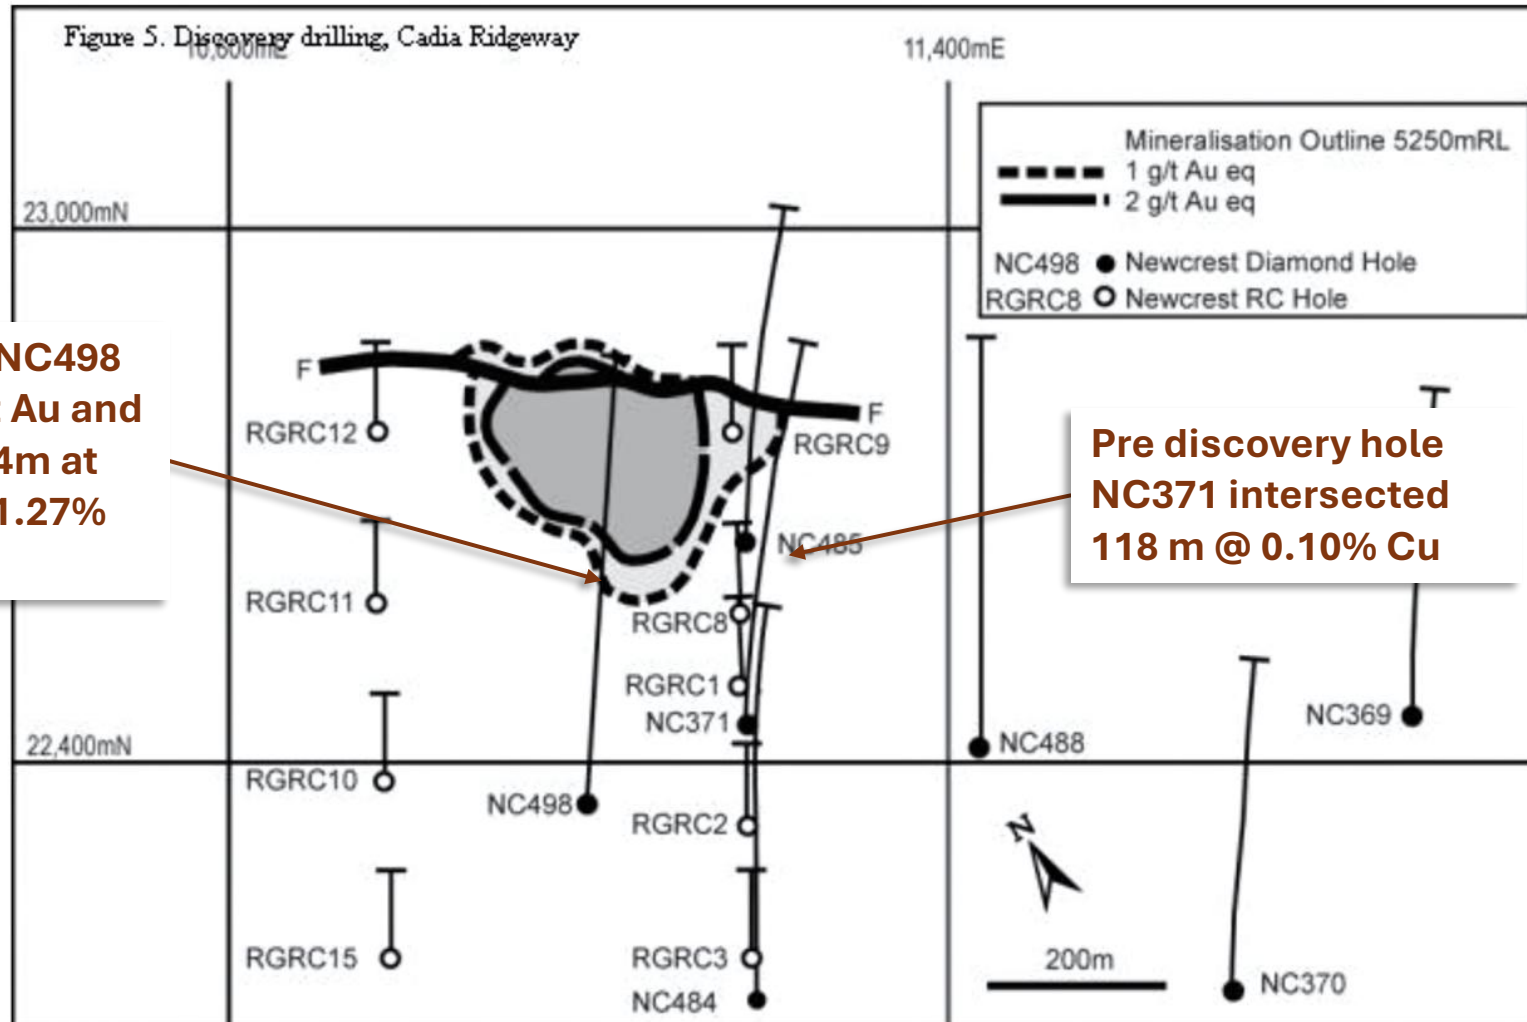 Figure 5. Discovery drilling, Cadia Ridgeway
10,600mE
11,400mE
Mineralisation Outline 5250mRL
1 g/t Au eq
2 g/t Au eq
23,000mN
NC498 Newcrest Diamond Hole
RGRC8 Newcrest RC Hole
NC498
Au and
4m at
1.27%
F
F
RGRC12
RGRC9
Pre discovery hole
NC371 intersected
118 m @ 0.10% Cu
NC485
RGRC11
RGRC8
RGRC1
NC371
NC369
22,400mN
NC488
RGRC10
NC498
RGRC2
N
RGRC15
RGRC3
200m
NC370
NC484